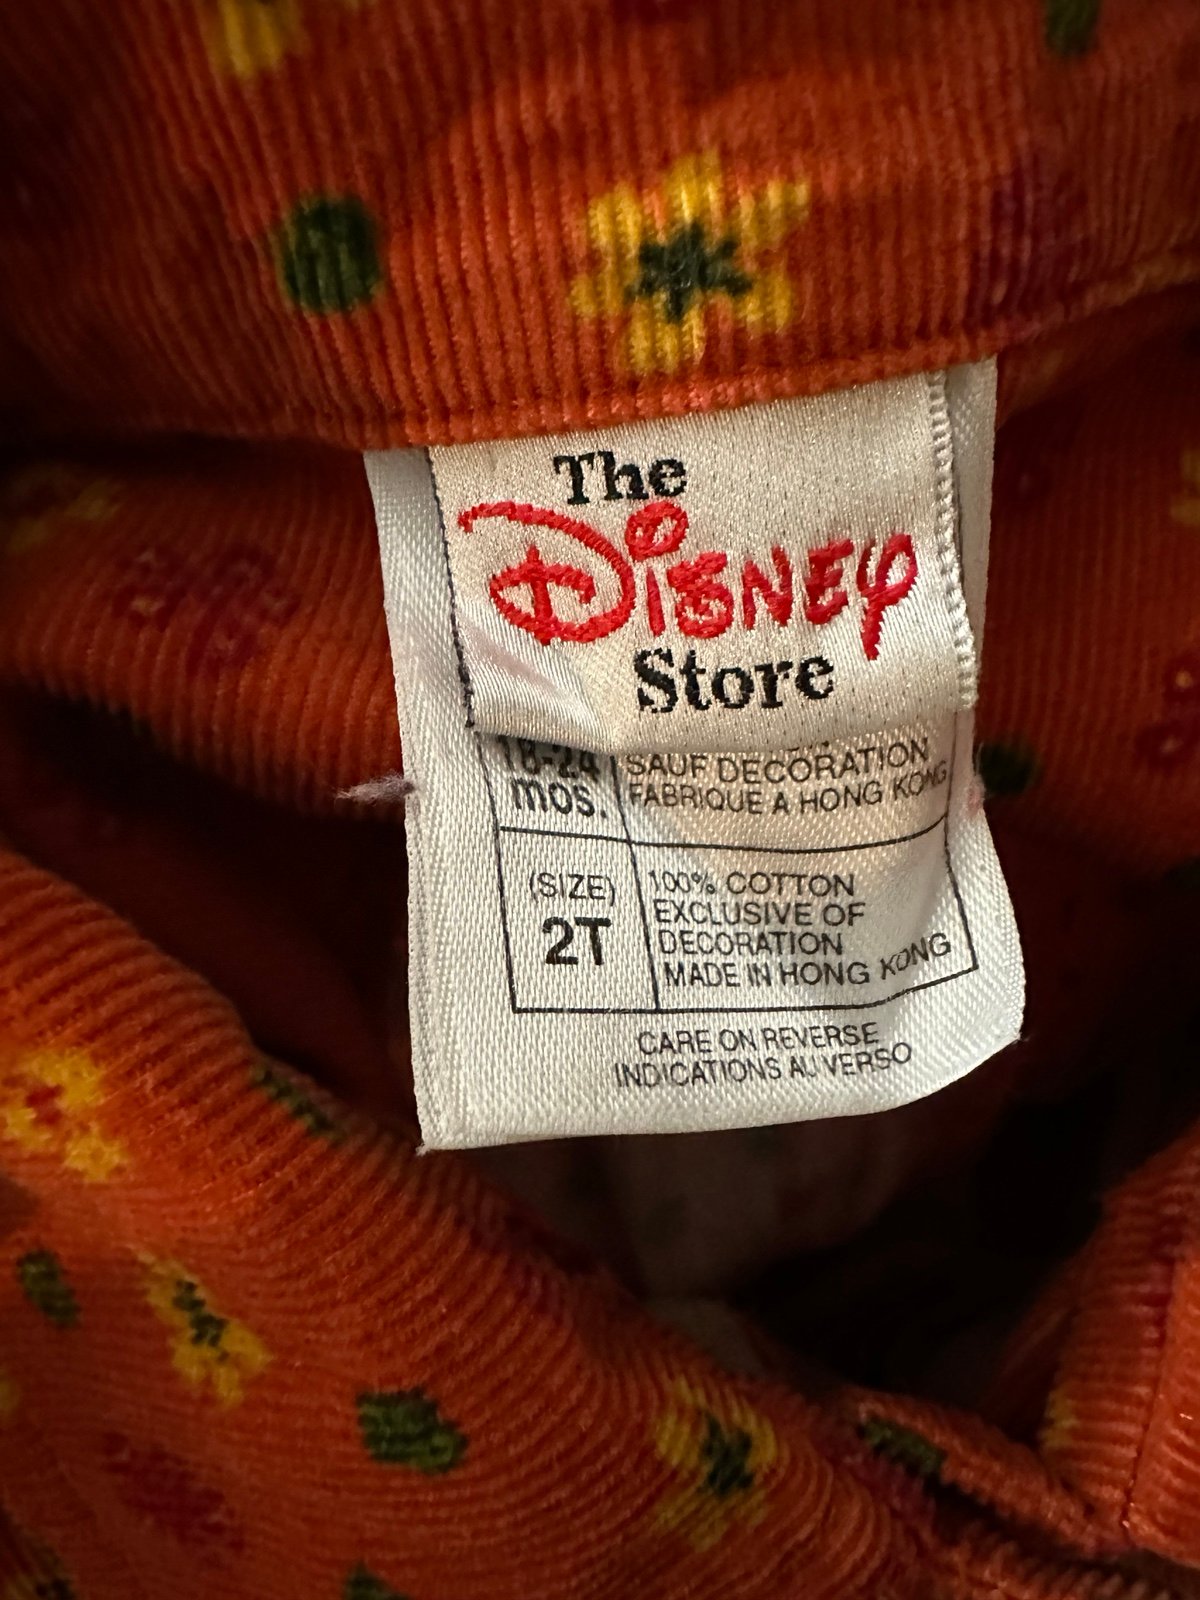 The
Disney
Store
18-24
mos.
SAUF DECORATION
FABRIQUE A HONG KONG
(SIZE)
2T
100% COTTON
EXCLUSIVE OF
DECORATION
MADE IN HONG KONG
CARE ON REVERSE
INDICATIONS AU VERSO